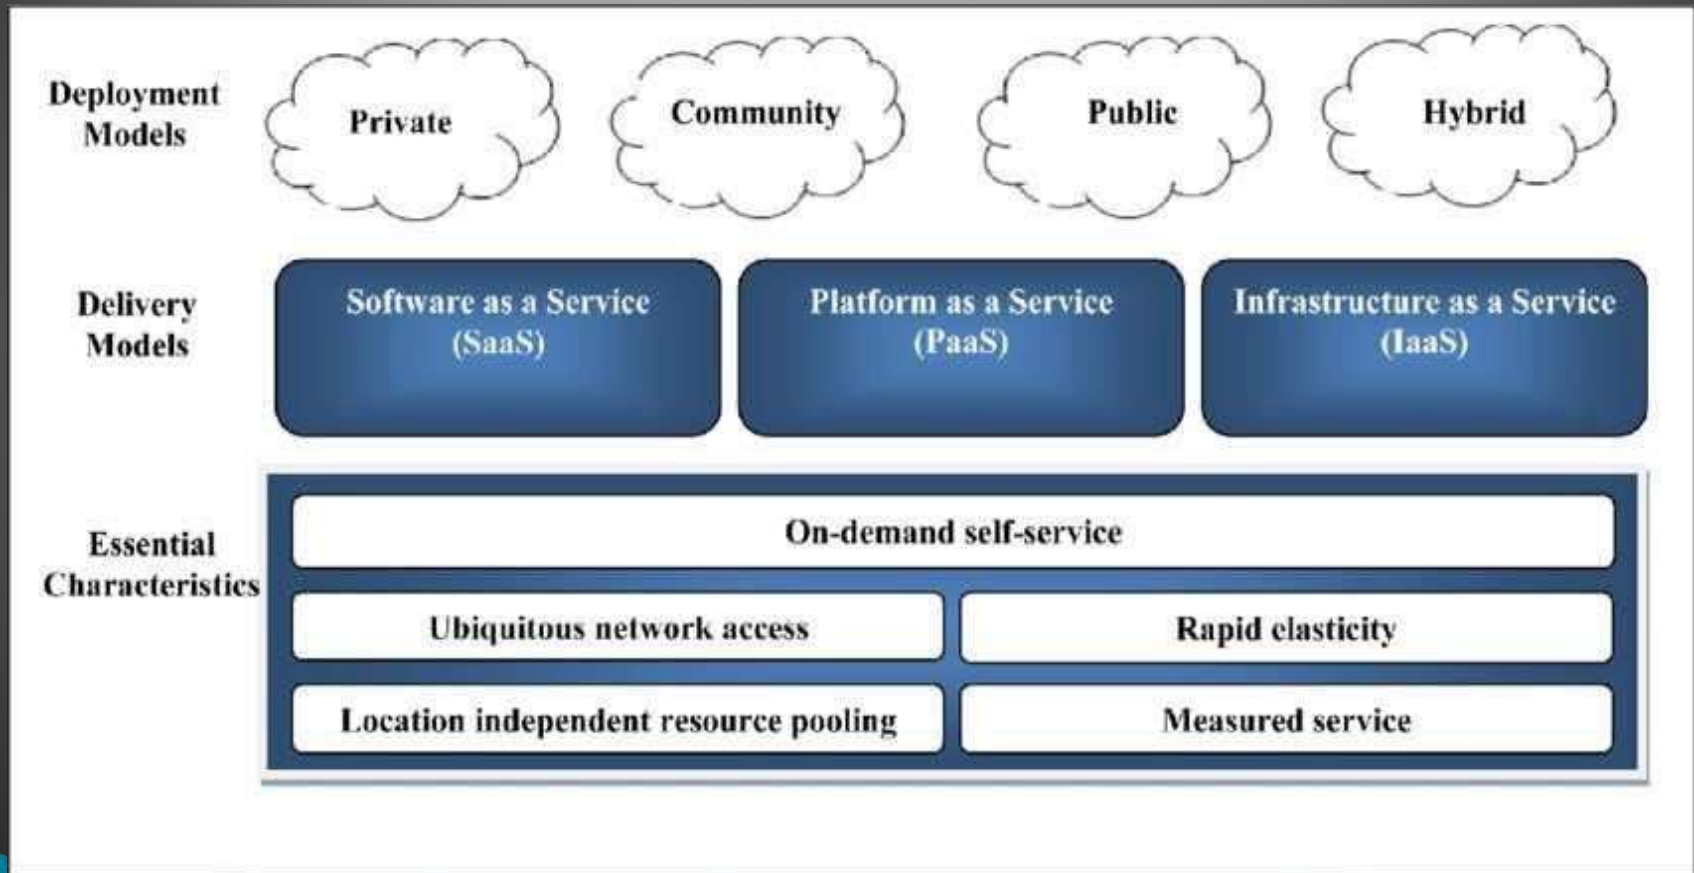 Deployment
Models
Private
Community
Public
Hybrid
Delivery
Models
Software as a Service
(SaaS)
Platform as a Service
(PaaS)
Infrastructure as a Service
(IaaS)
Essential
Characteristics
On-demand self-service
Ubiquitous network access
Rapid elasticity
Location independent resource pooling
Measured service